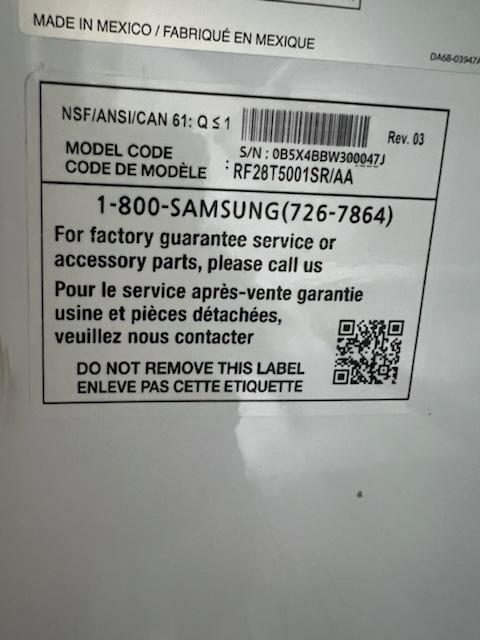 MADE IN MEXICO / FABRIQUÉ EN MEXIQUE
DA68-03947A
NSF/ANSI/CAN 61: Q ≤ 1
Rev. 03
S/N : 0B5X4BBW300047J
MODEL CODE
CODE DE MODÈLE : RF28T5001SR/AA
1-800-SAMSUNG(726-7864)
For factory guarantee service or
accessory parts, please call us
Pour le service après-vente garantie
usine et pièces détachées,
veuillez nous contacter
DO NOT REMOVE THIS LABEL
ENLEVE PAS CETTE ETIQUETTE